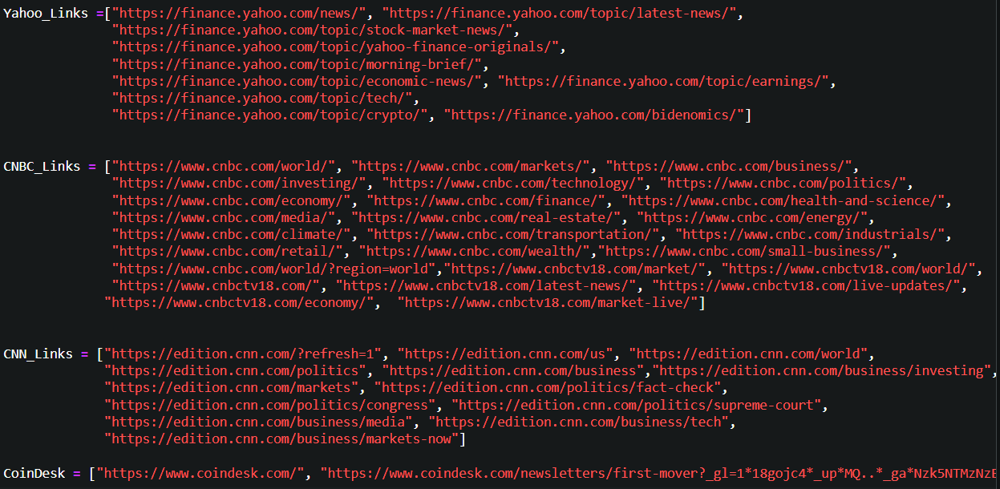 Yahoo_Links =["https://finance.yahoo.com/news/", "https://finance.yahoo.com/topic/latest-news/",
"https://finance.yahoo.com/topic/stock-market-news/",
"https://finance.yahoo.com/topic/yahoo-finance-originals/",
"https://finance.yahoo.com/topic/morning-brief/",
"https://finance.yahoo.com/topic/economic-news/", "https://finance.yahoo.com/topic/earnings/",
"https://finance.yahoo.com/topic/tech/",
"https://finance.yahoo.com/topic/crypto/", "https://finance.yahoo.com/bidenomics/"]
CNBC_Links = ["https://www.cnbc.com/world/", "https://www.cnbc.com/markets/", "https://www.cnbc.com/business/",
"https://www.cnbc.com/investing/", "https://www.cnbc.com/technology/", "https://www.cnbc.com/politics/",
"https://www.cnbc.com/economy/", "https://www.cnbc.com/finance/", "https://www.cnbc.com/health-and-science/",
"https://www.cnbc.com/media/", "https://www.cnbc.com/real-estate/", "https://www.cnbc.com/energy/",
"https://www.cnbc.com/climate/", "https://www.cnbc.com/transportation/", "https://www.cnbc.com/industrials/",
"https://www.cnbc.com/retail/", "https://www.cnbc.com/wealth/","https://www.cnbc.com/small-business/",
"https://www.cnbc.com/world/?region=world","https://www.cnbctv18.com/market/", "https://www.cnbctv18.com/world/",
"https://www.cnbctv18.com/", "https://www.cnbctv18.com/latest-news/", "https://www.cnbctv18.com/live-updates/",
"https://www.cnbctv18.com/economy/",  "https://www.cnbctv18.com/market-live/"]
CNN_Links = ["https://edition.cnn.com/?refresh=1", "https://edition.cnn.com/us", "https://edition.cnn.com/world",
"https://edition.cnn.com/politics", "https://edition.cnn.com/business","https://edition.cnn.com/business/investing",
"https://edition.cnn.com/markets", "https://edition.cnn.com/politics/fact-check",
"https://edition.cnn.com/politics/congress", "https://edition.cnn.com/politics/supreme-court",
"https://edition.cnn.com/business/media", "https://edition.cnn.com/business/tech",
"https://edition.cnn.com/business/markets-now"]
CoinDesk = ["https://www.coindesk.com/", "https://www.coindesk.com/newsletters/first-mover?_gl=1*18gojc4*_up*MQ..*_ga*Nzk5NTMzNzE